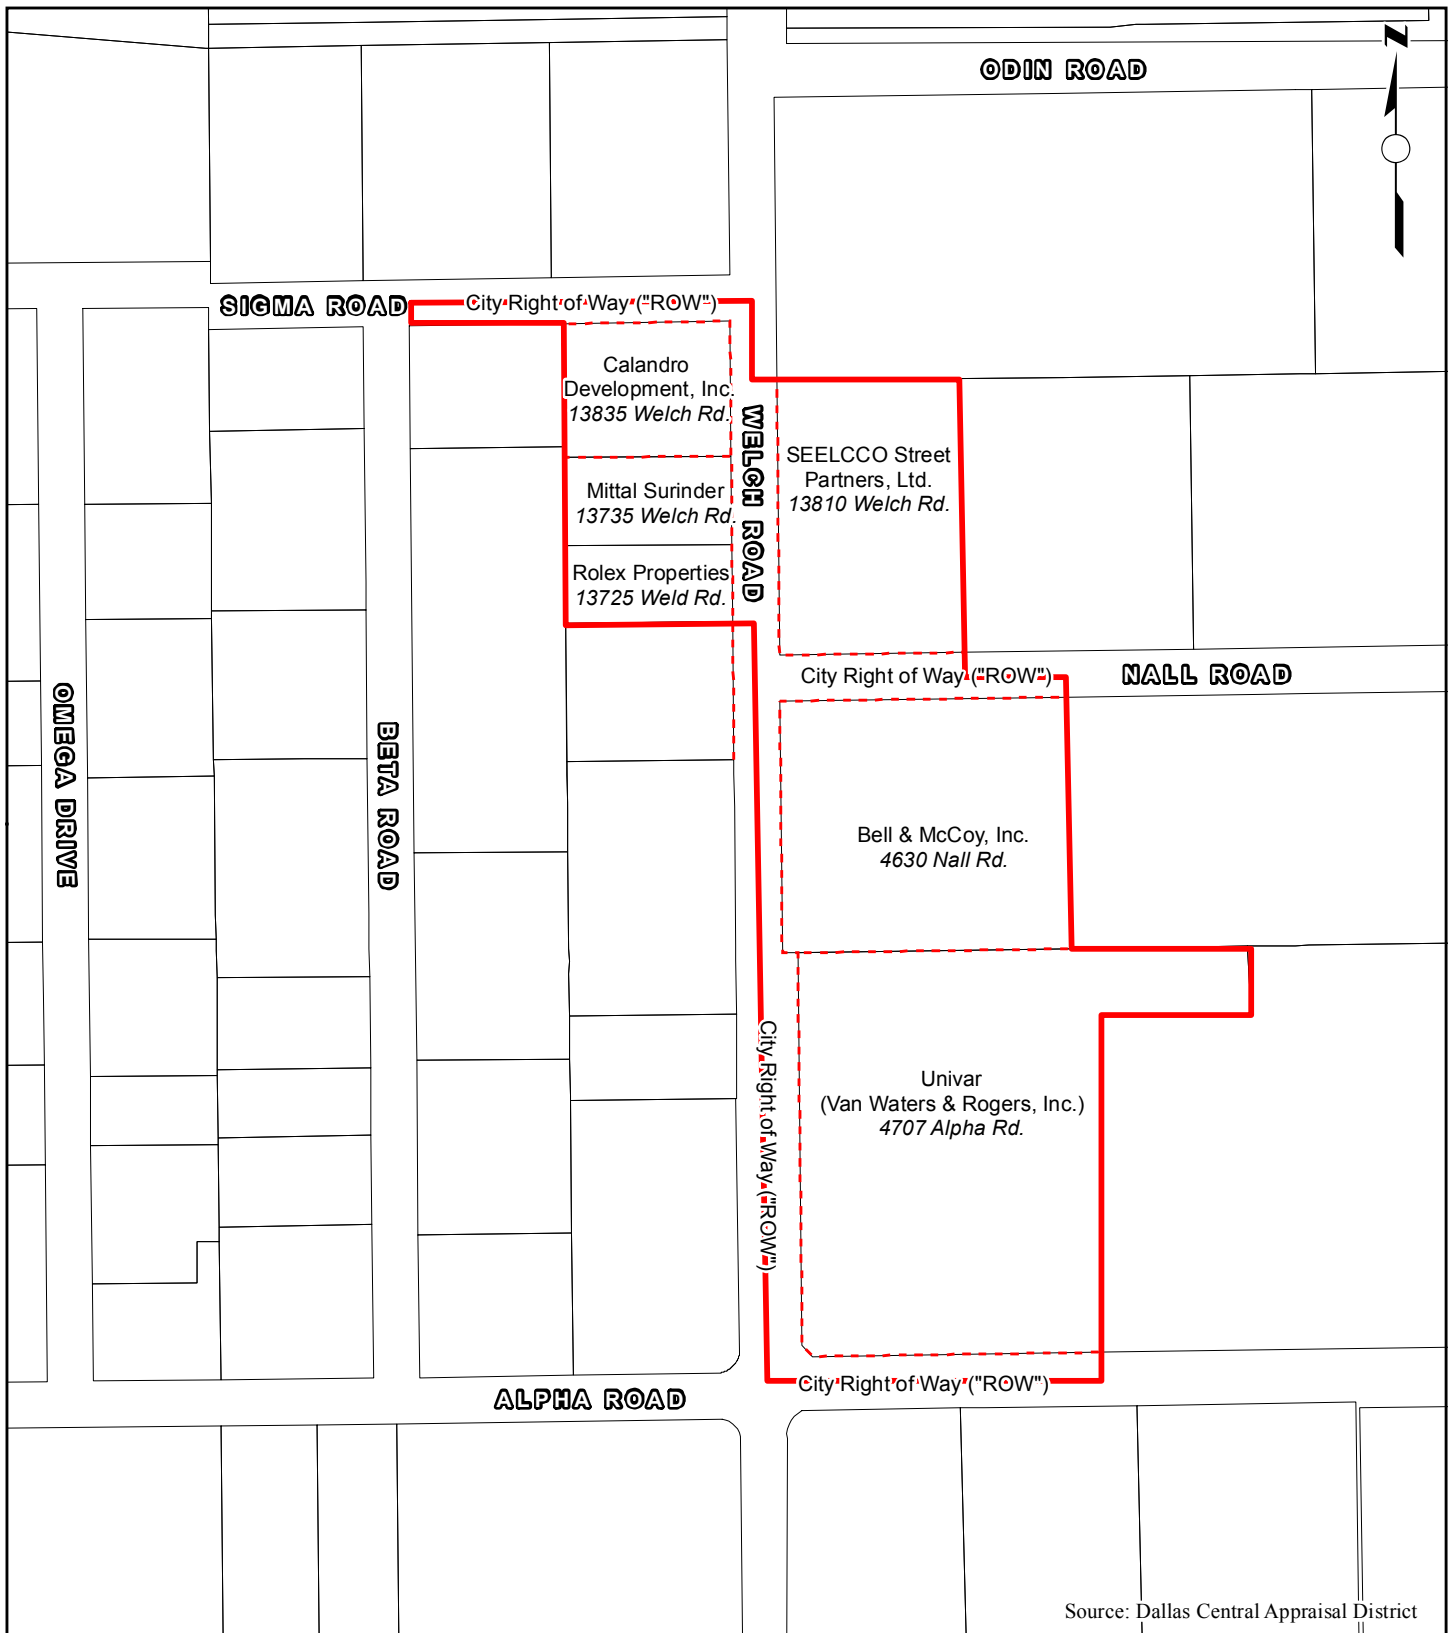 N
ODIN ROAD
SIGMA ROAD
City Right of Way ("ROW")
Calandro
Development, Inc.
13835 Welch Rd.
WELCH ROAD
SEELCCO Street
Partners, Ltd.
13810 Welch Rd.
Mittal Surinder
13735 Welch Rd.
Rolex Properties
13725 Weld Rd.
City Right of Way ("ROW")
NALL ROAD
OMEGA DRIVE
BETA ROAD
Bell & McCoy, Inc.
4630 Nall Rd.
City Right of Way ("ROW")
Univar
(Van Waters & Rogers, Inc.)
4707 Alpha Rd.
City Right of Way ("ROW")
ALPHA ROAD
Source: Dallas Central Appraisal District